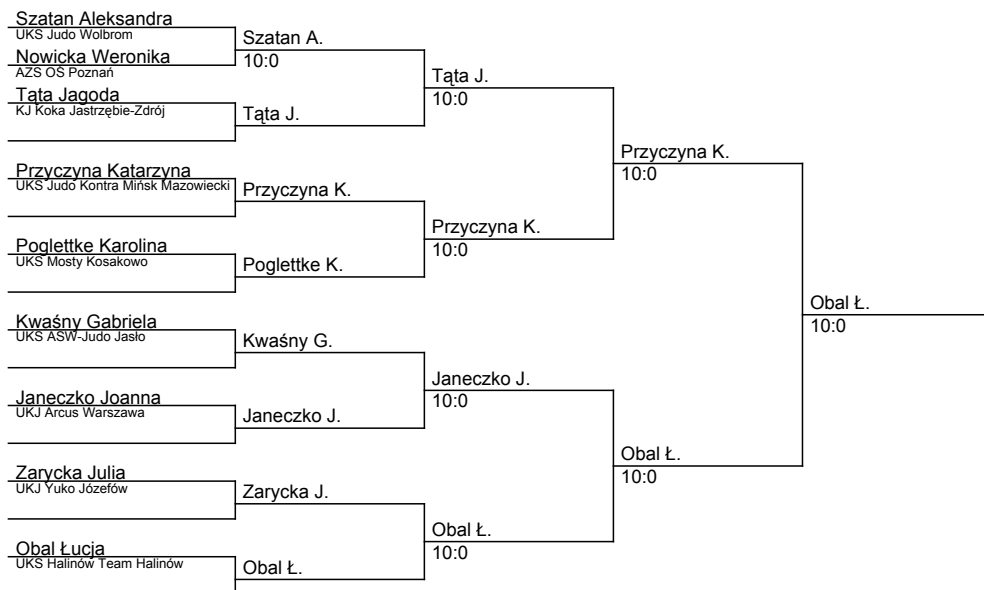 Szatan Aleksandra
UKS Judo Wolbrom
Nowicka Weronika
AZS OŚ Poznań
Tąta Jagoda
KJ Koka Jastrzębie-Zdrój
Przyczyna Katarzyna
UKS Judo Kontra Mińsk Mazowiecki
Poglettke Karolina
UKS Mosty Kosakowo
Kwaśny Gabriela
UKS ASW-Judo Jasło
Janeczko Joanna
UKJ Arcus Warszawa
Zarycka Julia
UKJ Yuko Józefów
Obal Łucja
UKS Halinów Team Halinów
Szatan A.
10:0
Tąta J.
Przyczyna K.
Poglettke K.
Kwaśny G.
Janeczko J.
Zarycka J.
Obal Ł.
Tąta J.
10:0
Przyczyna K.
10:0
Janeczko J.
10:0
Obal Ł.
10:0
Przyczyna K.
10:0
Obal Ł.
10:0
Obal Ł.
10:0